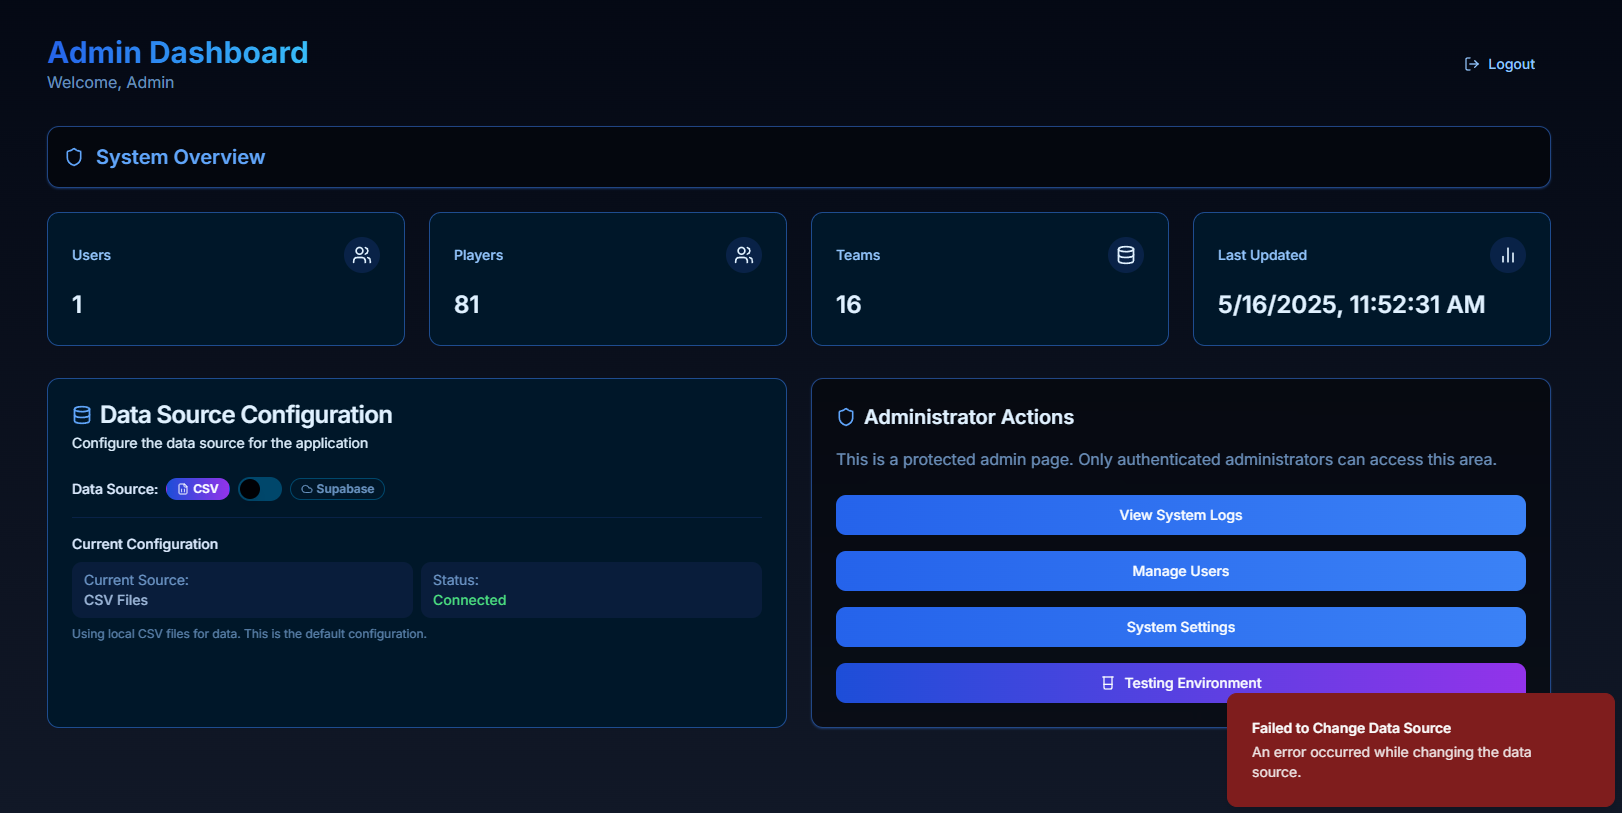 Admin Dashboard
Welcome, Admin
Logout
System Overview
Users
1
Players
81
Teams
16
Last Updated
5/16/2025, 11:52:31 AM
Data Source Configuration
Configure the data source for the application
Data Source: CSV Supabase
Current Configuration
Current Source:
CSV Files
Status:
Connected
Using local CSV files for data. This is the default configuration.
Administrator Actions
This is a protected admin page. Only authenticated administrators can access this area.
View System Logs
Manage Users
System Settings
Testing Environment
Failed to Change Data Source
An error occurred while changing the data
source.